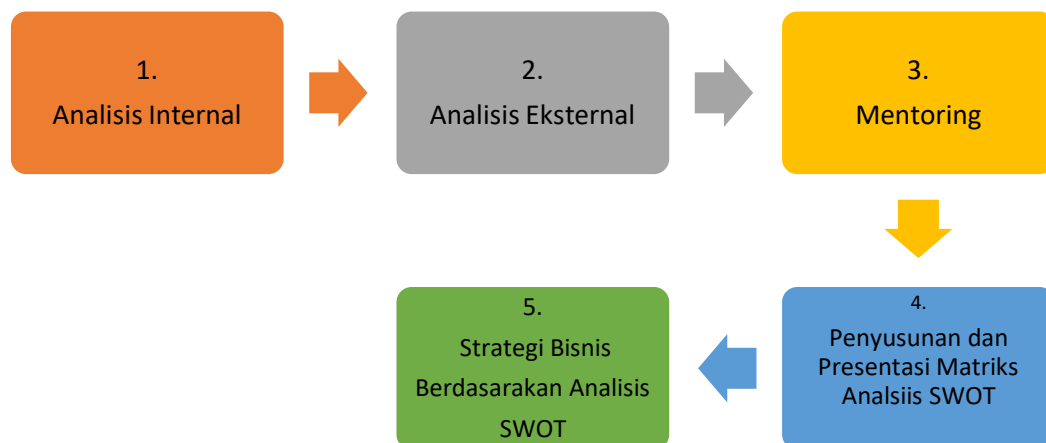 1.
Analisis Internal
2.
Analisis Eksternal
3.
Mentoring
4.
Penyusunan dan
Presentasi Matriks
Analsiis SWOT
5.
Strategi Bisnis
Berdasarakan Analisis
SWOT